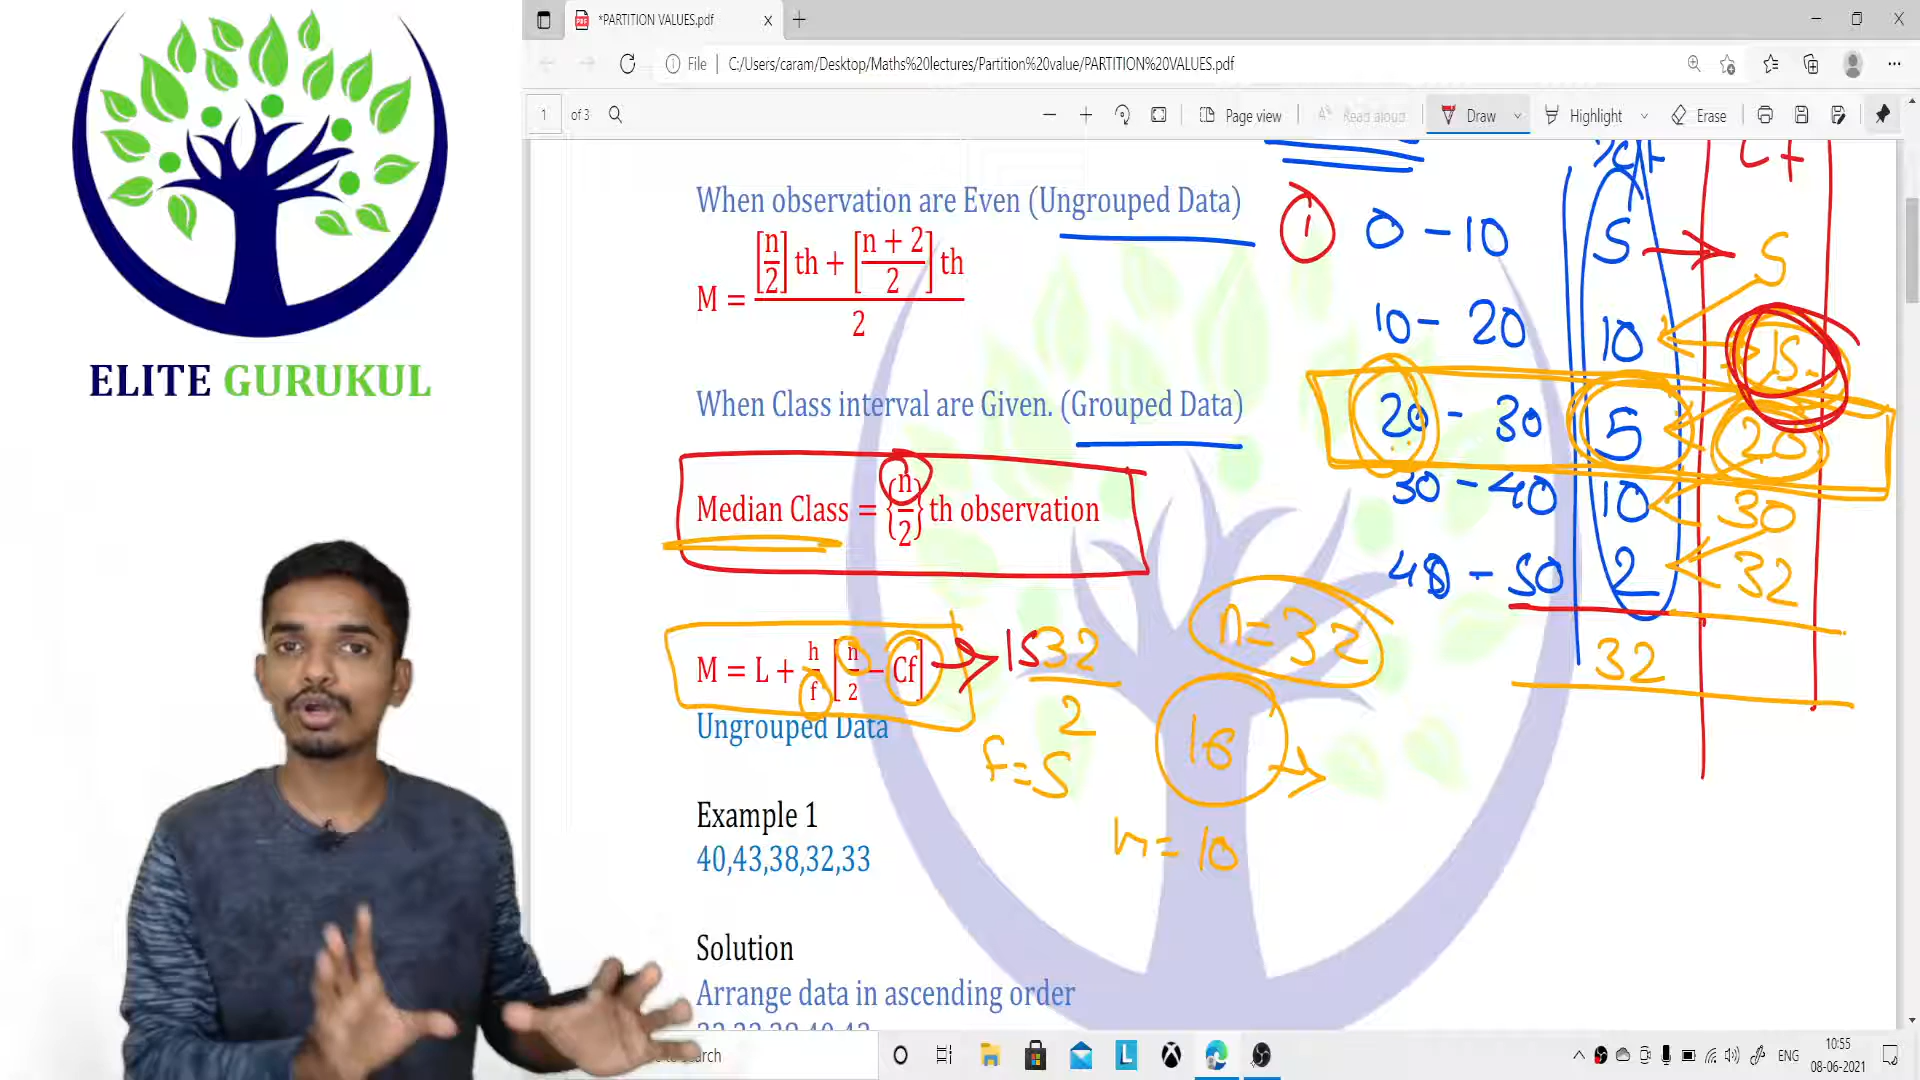 *PARTITION VALUES.pdf
File C:/Users/caram/Desktop/Maths%20lectures/Partition%20value/PARTITION%20VALUES.pdf
1 of 3 Page view Read aloud Draw Highlight Erase
ELITE GURUKUL
When observation are Even (Ungrouped Data)
M = [n/2] th + [n + 2/2] th / 2
When Class interval are Given. (Grouped Data)
Median Class = {n/2} th observation
M = L + h/f [n/2 − Cf] → 15
Ungrouped Data
Example 1
40,43,38,32,33
Solution
Arrange data in ascending order
cf
1 0 - 10 5 5
10 - 20 10 15
20 - 30 5 20
30 - 40 10 30
40 - 50 2 32
32
n = 32
32/2
16
f = 5
h = 10
ENG
10:55
08-06-2021